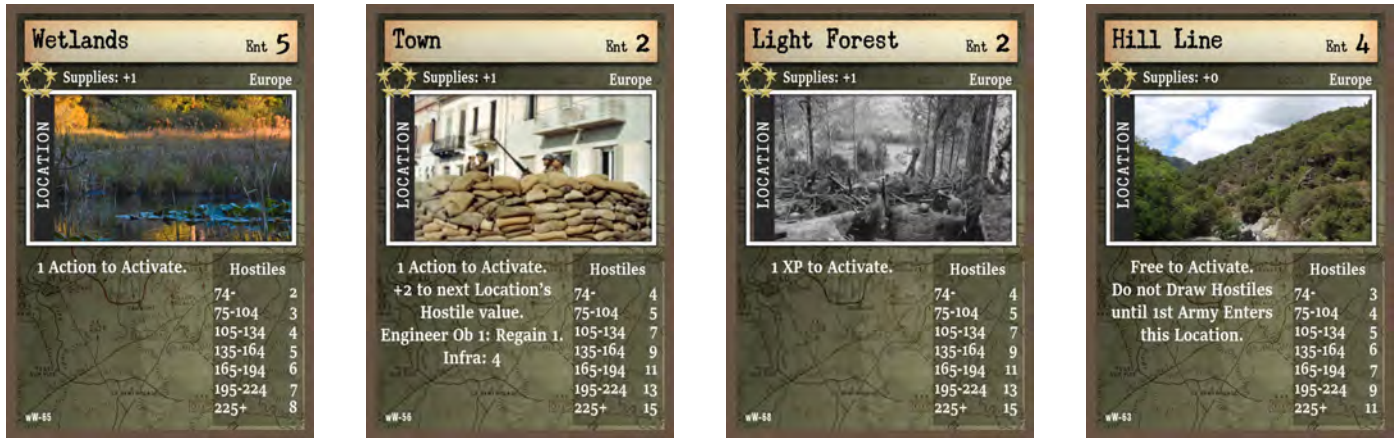 Wetlands
Ent 5
Supplies: +1
Europe
LOCATION
1 Action to Activate.
Hostiles
74- 2
75-104 3
105-134 4
135-164 5
165-194 6
195-224 7
225+ 8
wW-65
Town
Ent 2
Supplies: +1
Europe
LOCATION
1 Action to Activate.
+2 to next Location's
Hostile value.
Engineer Ob 1: Regain 1.
Infra: 4
Hostiles
74- 4
75-104 5
105-134 7
135-164 9
165-194 11
195-224 13
225+ 15
wW-56
Light Forest
Ent 2
Supplies: +1
Europe
LOCATION
1 XP to Activate.
Hostiles
74- 4
75-104 5
105-134 7
135-164 9
165-194 11
195-224 13
225+ 15
wW-68
Hill Line
Ent 4
Supplies: +0
Europe
LOCATION
Free to Activate.
Do not Draw Hostiles
until 1st Army Enters
this Location.
Hostiles
74- 3
75-104 4
105-134 5
135-164 6
165-194 7
195-224 9
225+ 11
wW-63